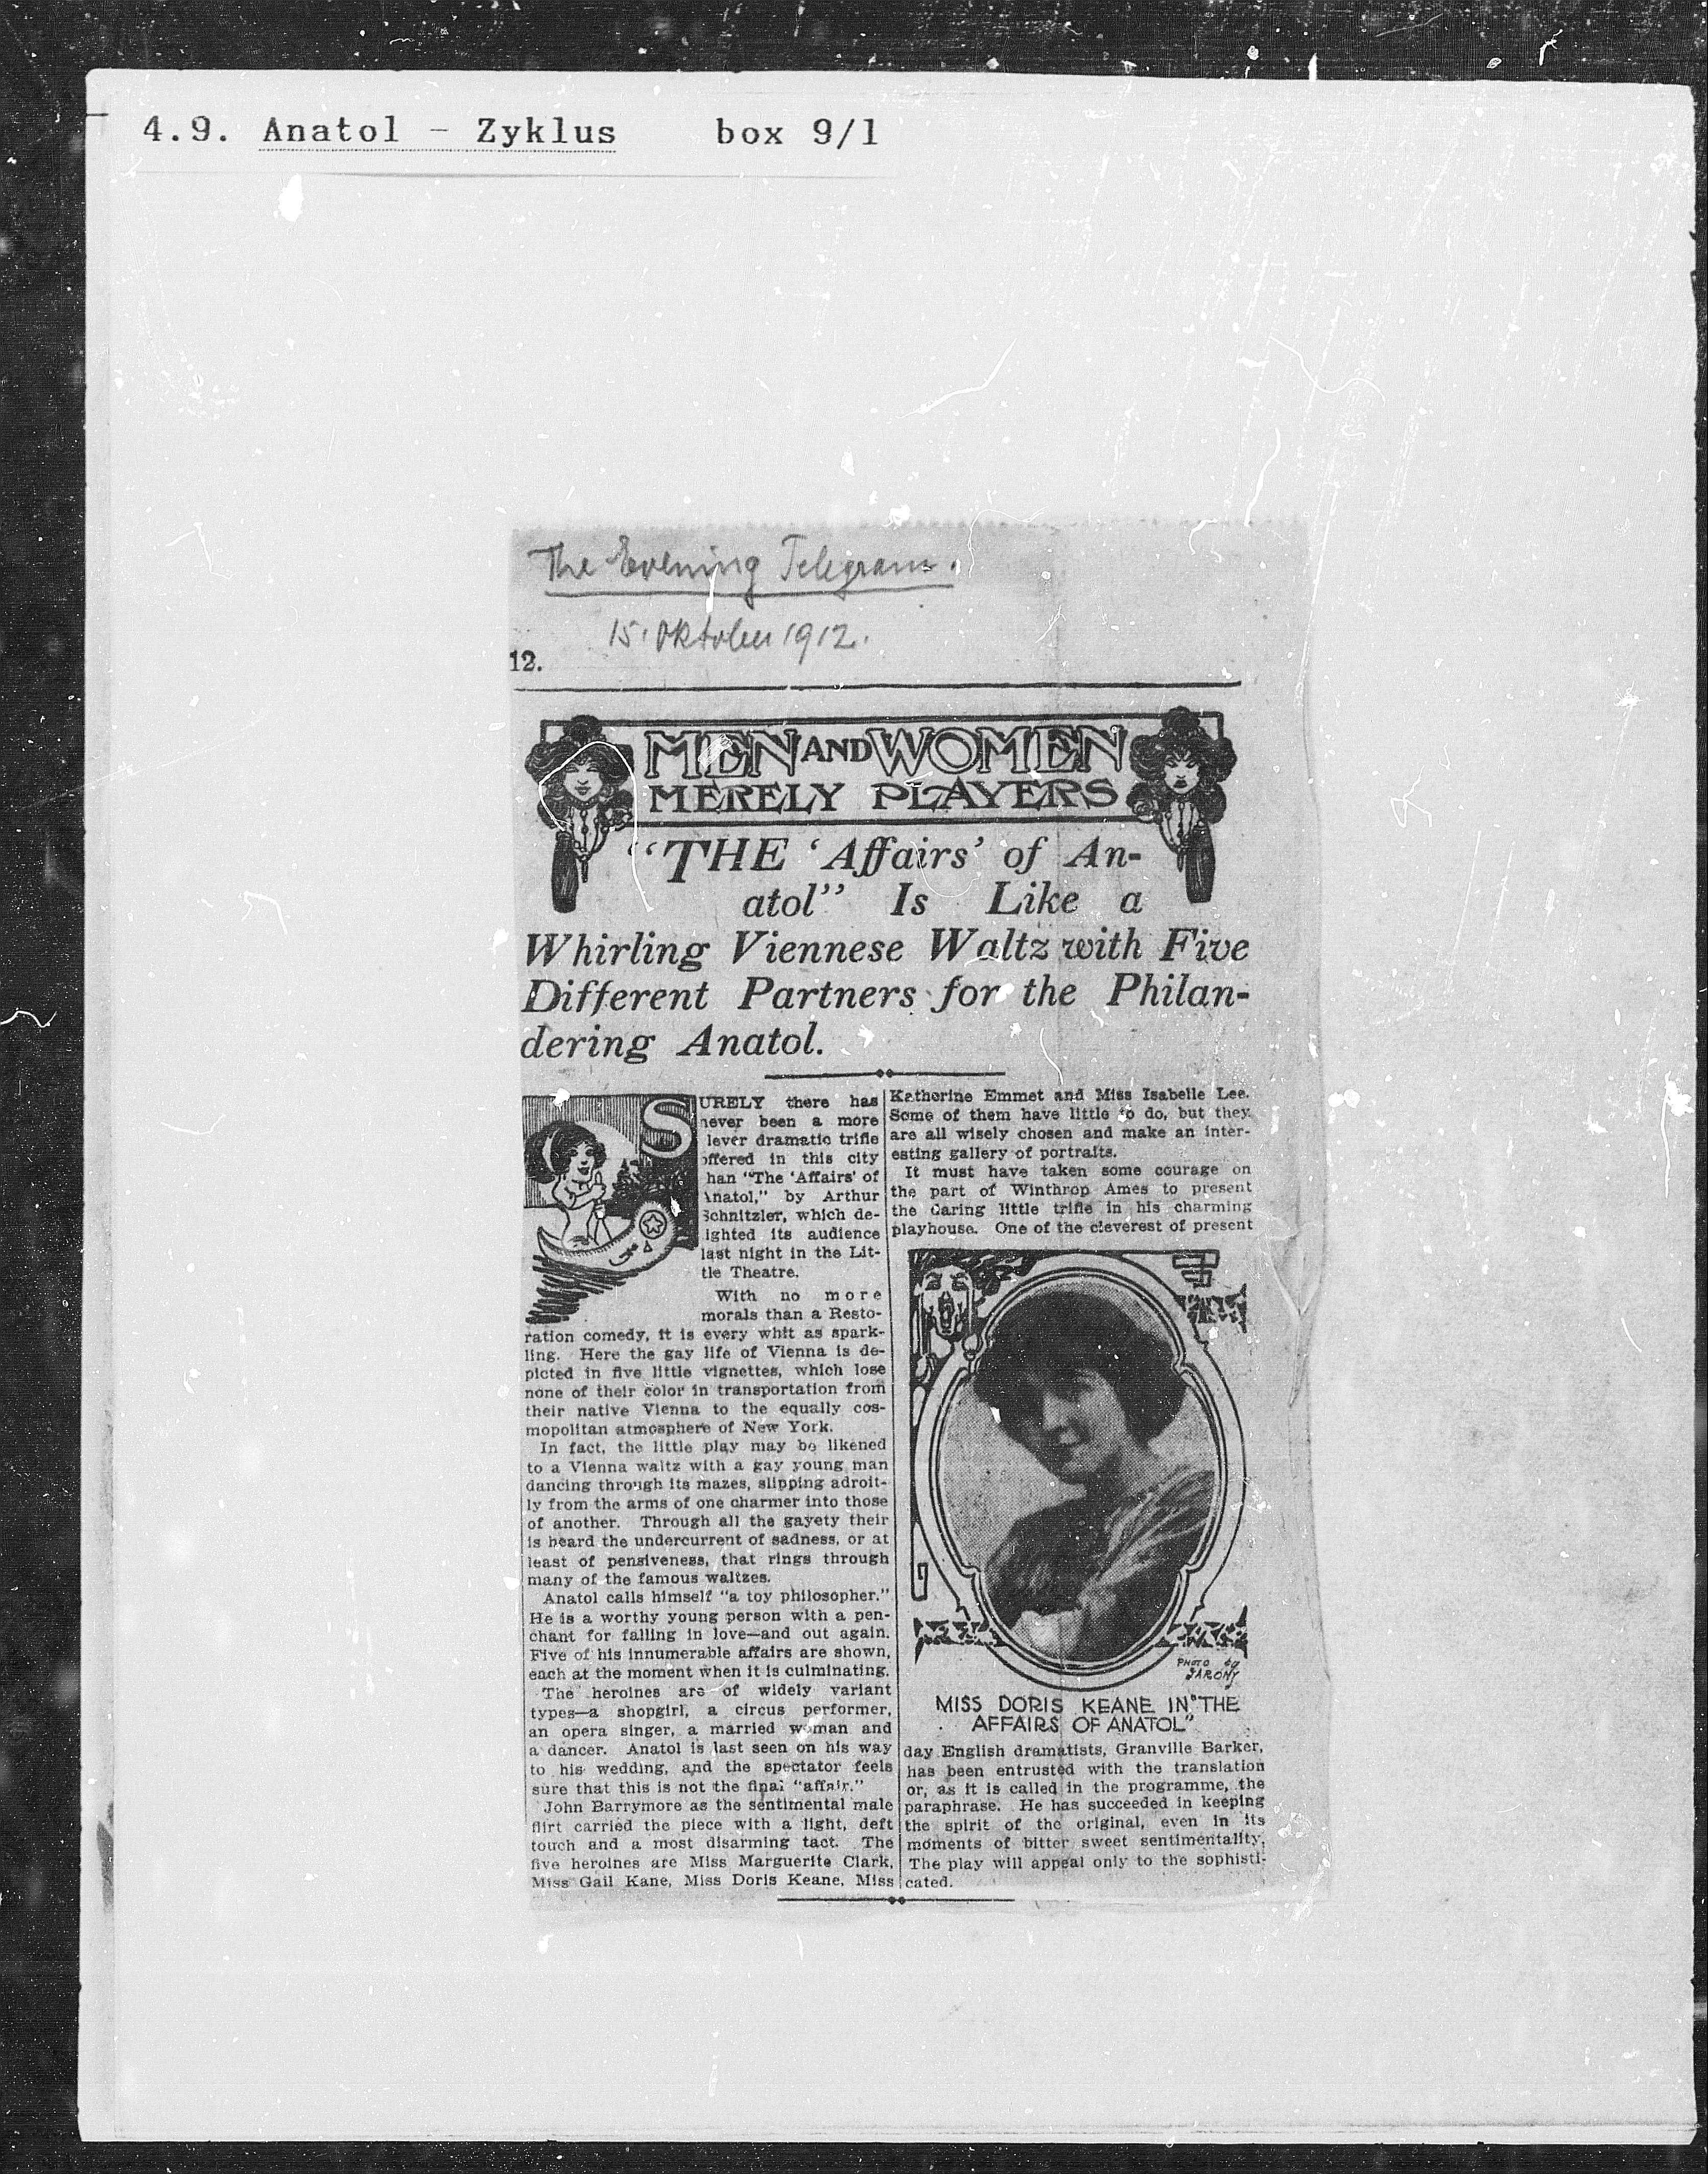 4.9. Anatol – Zyklus box 9/1
The Evening Telegram.
15. Oktober 1912.
12.
MEN AND WOMEN
MERELY PLAYERS
"THE 'Affairs' of An-
atol" Is Like a
Whirling Viennese Waltz with Five
Different Partners for the Philan-
dering Anatol.
SURELY there has
never been a more
lever dramatic trifle
offered in this city
han "The 'Affairs' of
Anatol," by Arthur
Schnitzler, which de-
lighted its audience
last night in the Lit-
tle Theatre.
With no more
morals than a Resto-
ration comedy, it is every whit as spark-
ling. Here the gay life of Vienna is de-
picted in five little vignettes, which lose
none of their color in transportation from
their native Vienna to the equally cos-
mopolitan atmosphere of New York.
In fact, the little play may be likened
to a Vienna waltz with a gay young man
dancing through its mazes, slipping adroit-
ly from the arms of one charmer into those
of another. Through all the gayety their
is heard the undercurrent of sadness, or at
least of pensiveness, that rings through
many of the famous waltzes.
Anatol calls himself "a toy philosopher."
He is a worthy young person with a pen-
chant for falling in love—and out again.
Five of his innumerable affairs are shown,
each at the moment when it is culminating.
The heroines are of widely variant
types—a shopgirl, a circus performer,
an opera singer, a married woman and
a dancer. Anatol is last seen on his way
to his wedding, and the spectator feels
sure that this is not the final "affair."
John Barrymore as the sentimental male
flirt carried the piece with a light, deft
touch and a most disarming tact. The
five heroines are Miss Marguerite Clark,
Miss Gail Kane, Miss Doris Keane, Miss
Katherine Emmet and Miss Isabelle Lee.
Some of them have little to do, but they
are all wisely chosen and make an inter-
esting gallery of portraits.
It must have taken some courage on
the part of Winthrop Ames to present
the daring little trifle in his charming
playhouse. One of the cleverest of present
PHOTO by
SARONY
MISS DORIS KEANE IN "THE
AFFAIRS OF ANATOL"
day English dramatists, Granville Barker,
has been entrusted with the translation
or, as it is called in the programme, the
paraphrase. He has succeeded in keeping
the spirit of the original, even in its
moments of bitter sweet sentimentality.
The play will appeal only to the sophisti-
cated.